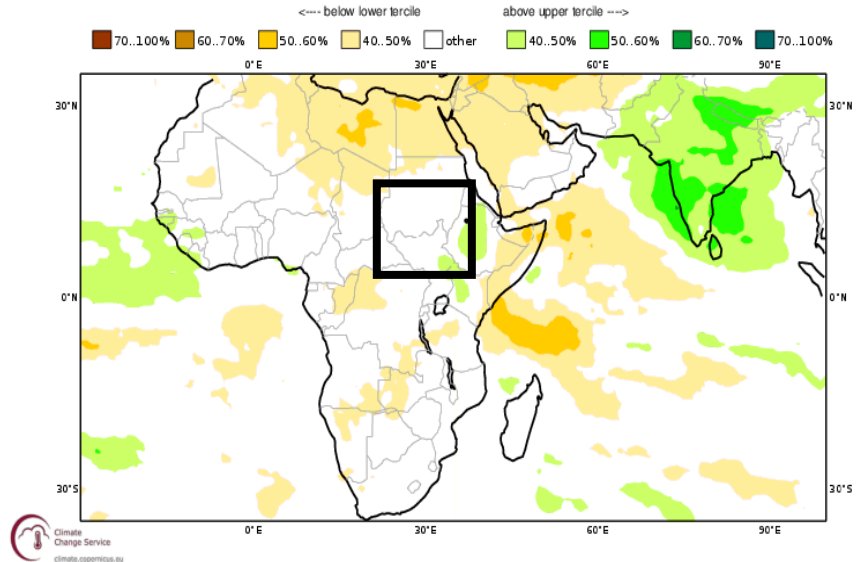 <---- below lower tercile above upper tercile ---->
70..100% 60..70% 50..60% 40..50% other 40..50% 50..60% 60..70% 70..100%
0°E 30°E 60°E 90°E
30°N 30°N
0°N 0°N
30°S 30°S
0°E 30°E 60°E 90°E
Climate
Change Service
climate.copernicus.eu